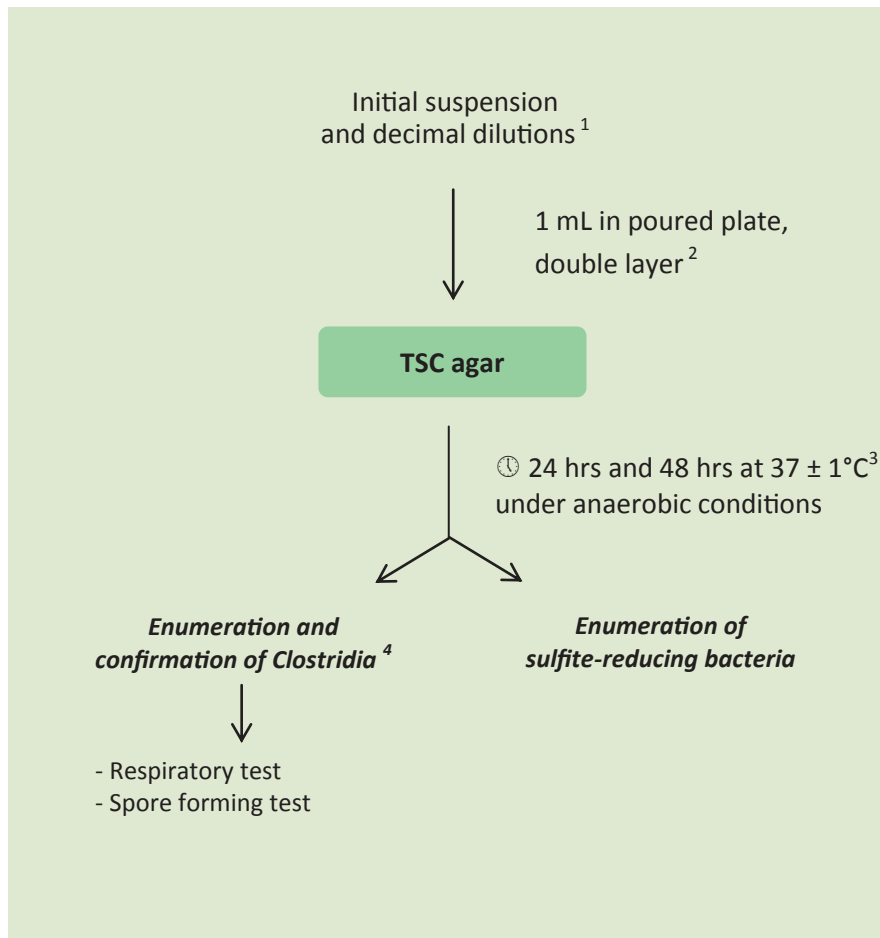 Initial suspension
and decimal dilutions 1
1 mL in poured plate,
double layer 2
TSC agar
🕔 24 hrs and 48 hrs at 37 ± 1°C3
under anaerobic conditions
Enumeration and
confirmation of Clostridia 4
Enumeration of
sulfite-reducing bacteria
- Respiratory test
- Spore forming test